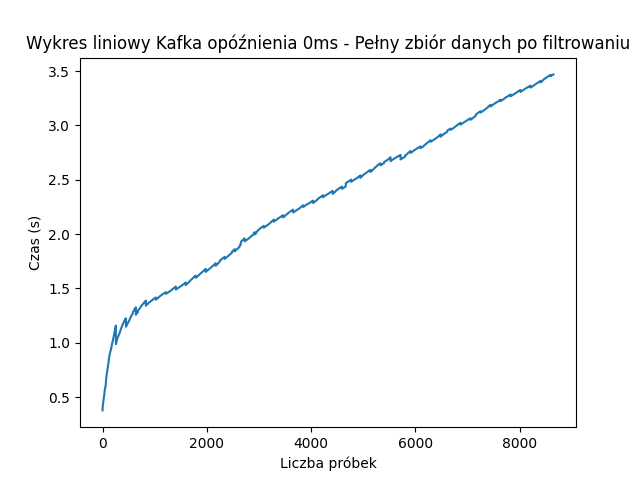 Wykres liniowy Kafka opóźnienia 0ms - Pełny zbiór danych po filtrowaniu
3.5
3.0
2.5
2.0
1.5
1.0
0.5
Czas (s)
0 2000 4000 6000 8000
Liczba próbek